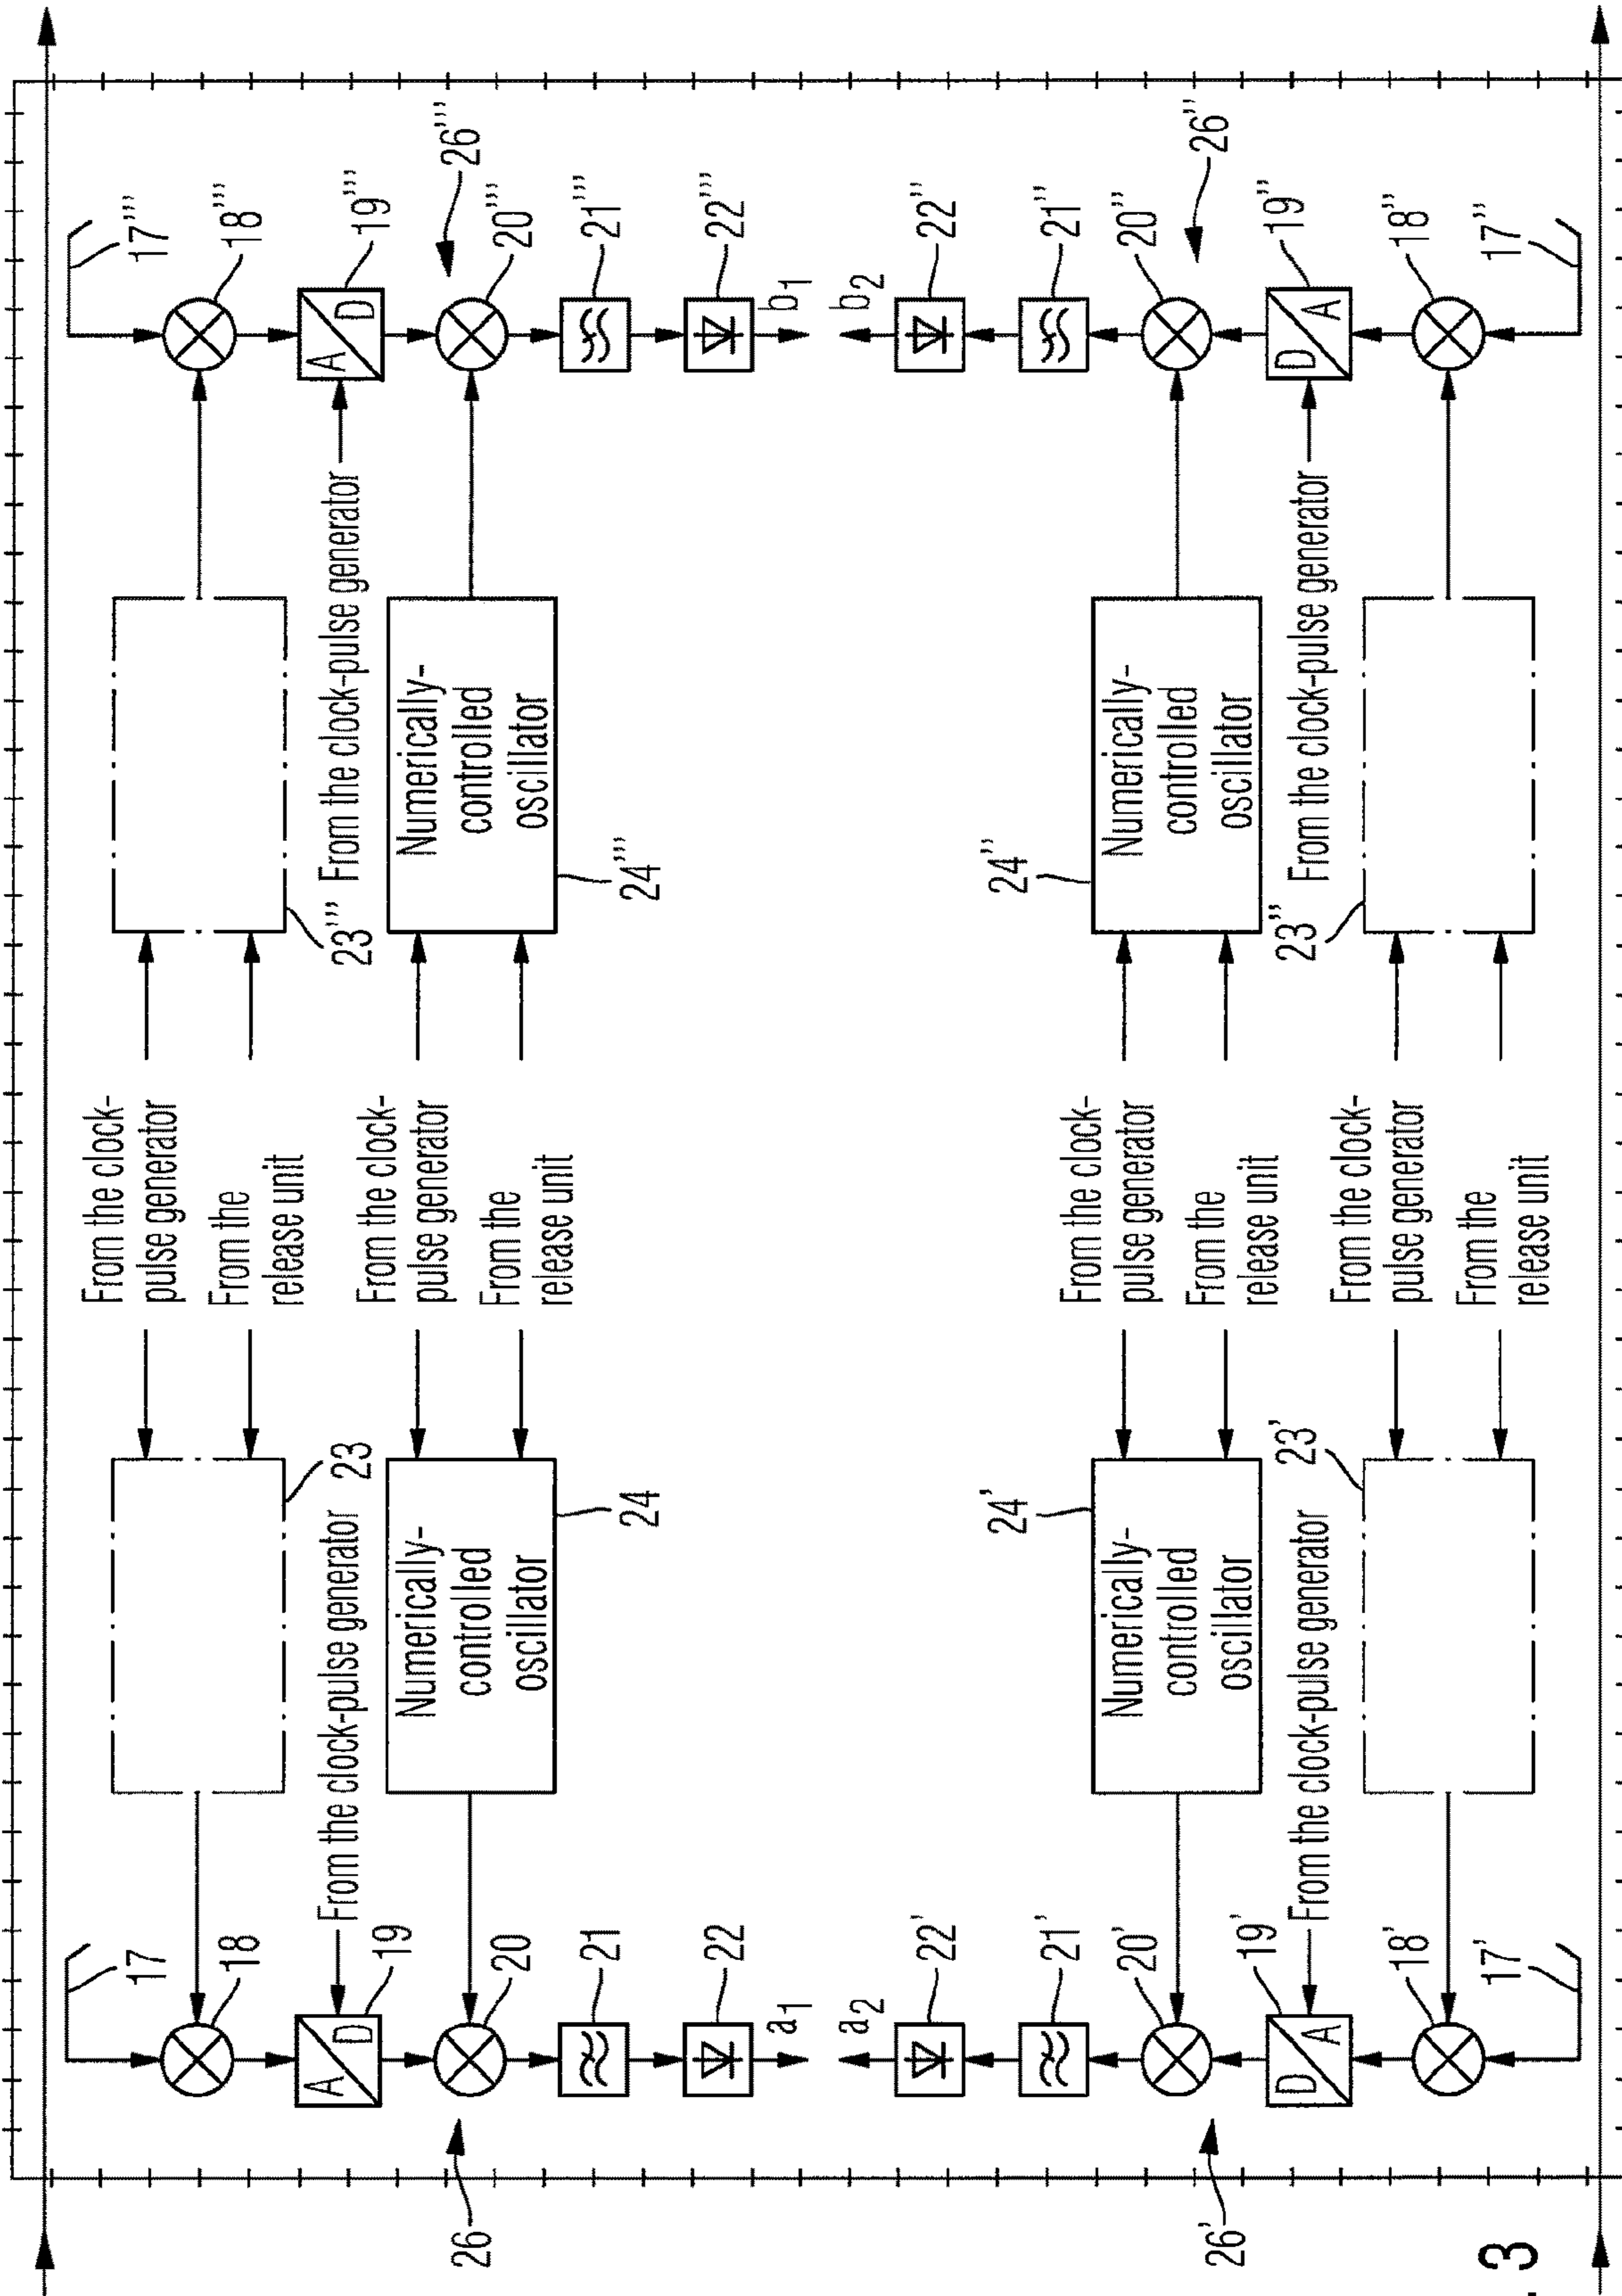 From the clock-
pulse generator
From the
release unit
17
17'''
18
18'''
23
23'''
A
D
19
From the clock-pulse generator
From the clock-pulse generator
A
D
19'''
From the clock-
pulse generator
From the
release unit
Numerically-
controlled
oscillator
Numerically-
controlled
oscillator
26
20
20'''
26'''
24
24'''
21
21'''
22
22'''
a1
b1
a2
b2
22'
22''
21'
21''
24'
24''
20'
20''
26'
26''
Numerically-
controlled
oscillator
Numerically-
controlled
oscillator
From the clock-
pulse generator
From the
release unit
D
A
19'
From the clock-pulse generator
From the clock-pulse generator
D
A
19''
23'
23''
18'
18''
From the clock-
pulse generator
From the
release unit
17'
17''
3